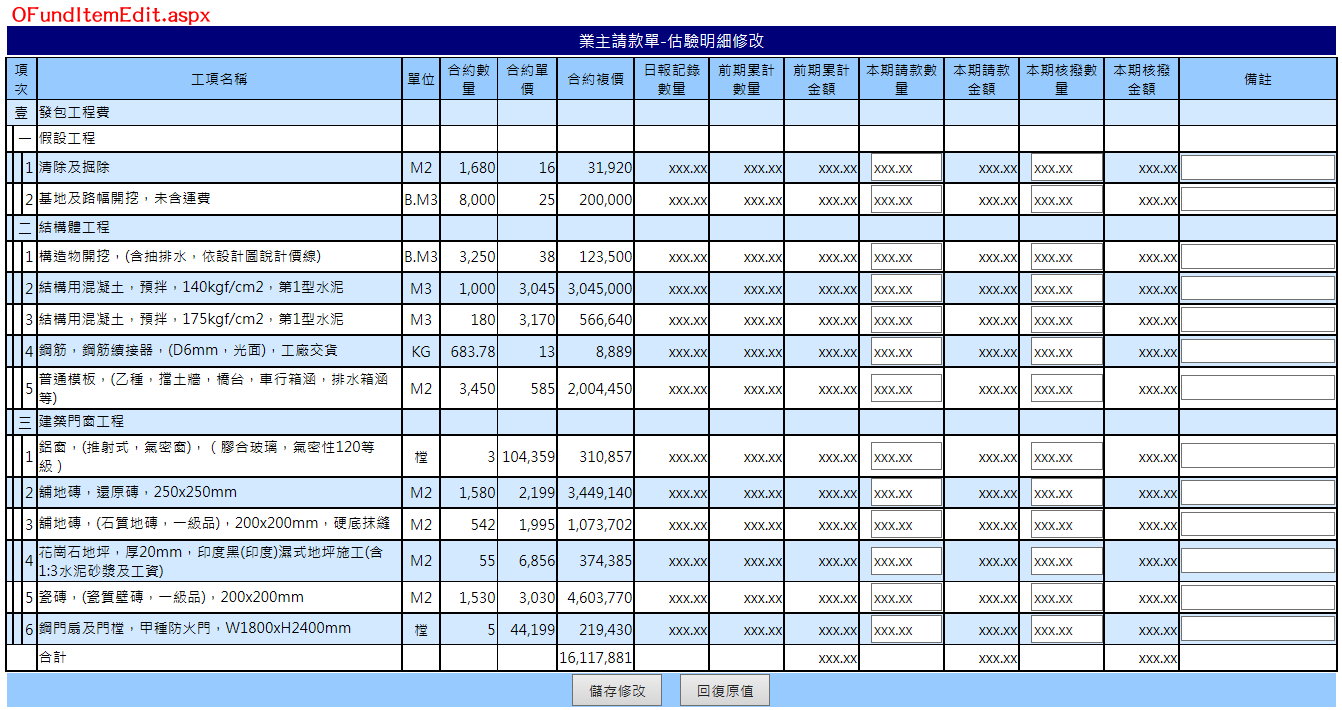 OFundItemEdit.aspx
業主請款單-估驗明細修改
項次 工項名稱 單位 合約數量 合約單價 合約複價 日報記錄數量 前期累計數量 前期累計金額 本期請款數量 本期請款金額 本期核撥數量 本期核撥金額 備註
壹 發包工程費
一 假設工程
1 清除及掘除 M2 1,680 16 31,920 xxx.xx xxx.xx xxx.xx xxx.xx xxx.xx xxx.xx xxx.xx
2 基地及路幅開挖，未含運費 B.M3 8,000 25 200,000 xxx.xx xxx.xx xxx.xx xxx.xx xxx.xx xxx.xx xxx.xx
二 結構體工程
1 構造物開挖，(含抽排水，依設計圖說計價線) B.M3 3,250 38 123,500 xxx.xx xxx.xx xxx.xx xxx.xx xxx.xx xxx.xx xxx.xx
2 結構用混凝土，預拌，140kgf/cm2，第1型水泥 M3 1,000 3,045 3,045,000 xxx.xx xxx.xx xxx.xx xxx.xx xxx.xx xxx.xx xxx.xx
3 結構用混凝土，預拌，175kgf/cm2，第1型水泥 M3 180 3,170 566,640 xxx.xx xxx.xx xxx.xx xxx.xx xxx.xx xxx.xx xxx.xx
4 鋼筋，鋼筋續接器，(D6mm，光面)，工廠交貨 KG 683.78 13 8,889 xxx.xx xxx.xx xxx.xx xxx.xx xxx.xx xxx.xx xxx.xx
5 普通模板，(乙種，擋土牆，橋台，車行箱涵，排水箱涵等) M2 3,450 585 2,004,450 xxx.xx xxx.xx xxx.xx xxx.xx xxx.xx xxx.xx xxx.xx
三 建築門窗工程
1 鋁窗，(推射式，氣密窗)，（膠合玻璃，氣密性120等級） 樘 3 104,359 310,857 xxx.xx xxx.xx xxx.xx xxx.xx xxx.xx xxx.xx xxx.xx
2 舖地磚，還原磚，250x250mm M2 1,580 2,199 3,449,140 xxx.xx xxx.xx xxx.xx xxx.xx xxx.xx xxx.xx xxx.xx
3 舖地磚，(石質地磚，一級品)，200x200mm，硬底抹縫 M2 542 1,995 1,073,702 xxx.xx xxx.xx xxx.xx xxx.xx xxx.xx xxx.xx xxx.xx
4 花崗石地坪，厚20mm，印度黑(印度)濕式地坪施工(含1:3水泥砂漿及工資) M2 55 6,856 374,385 xxx.xx xxx.xx xxx.xx xxx.xx xxx.xx xxx.xx xxx.xx
5 瓷磚，(瓷質壁磚，一級品)，200x200mm M2 1,530 3,030 4,603,770 xxx.xx xxx.xx xxx.xx xxx.xx xxx.xx xxx.xx xxx.xx
6 鋼門扇及門樘，甲種防火門，W1800xH2400mm 樘 5 44,199 219,430 xxx.xx xxx.xx xxx.xx xxx.xx xxx.xx xxx.xx xxx.xx
合計 16,117,881 xxx.xx xxx.xx xxx.xx
儲存修改 回復原值